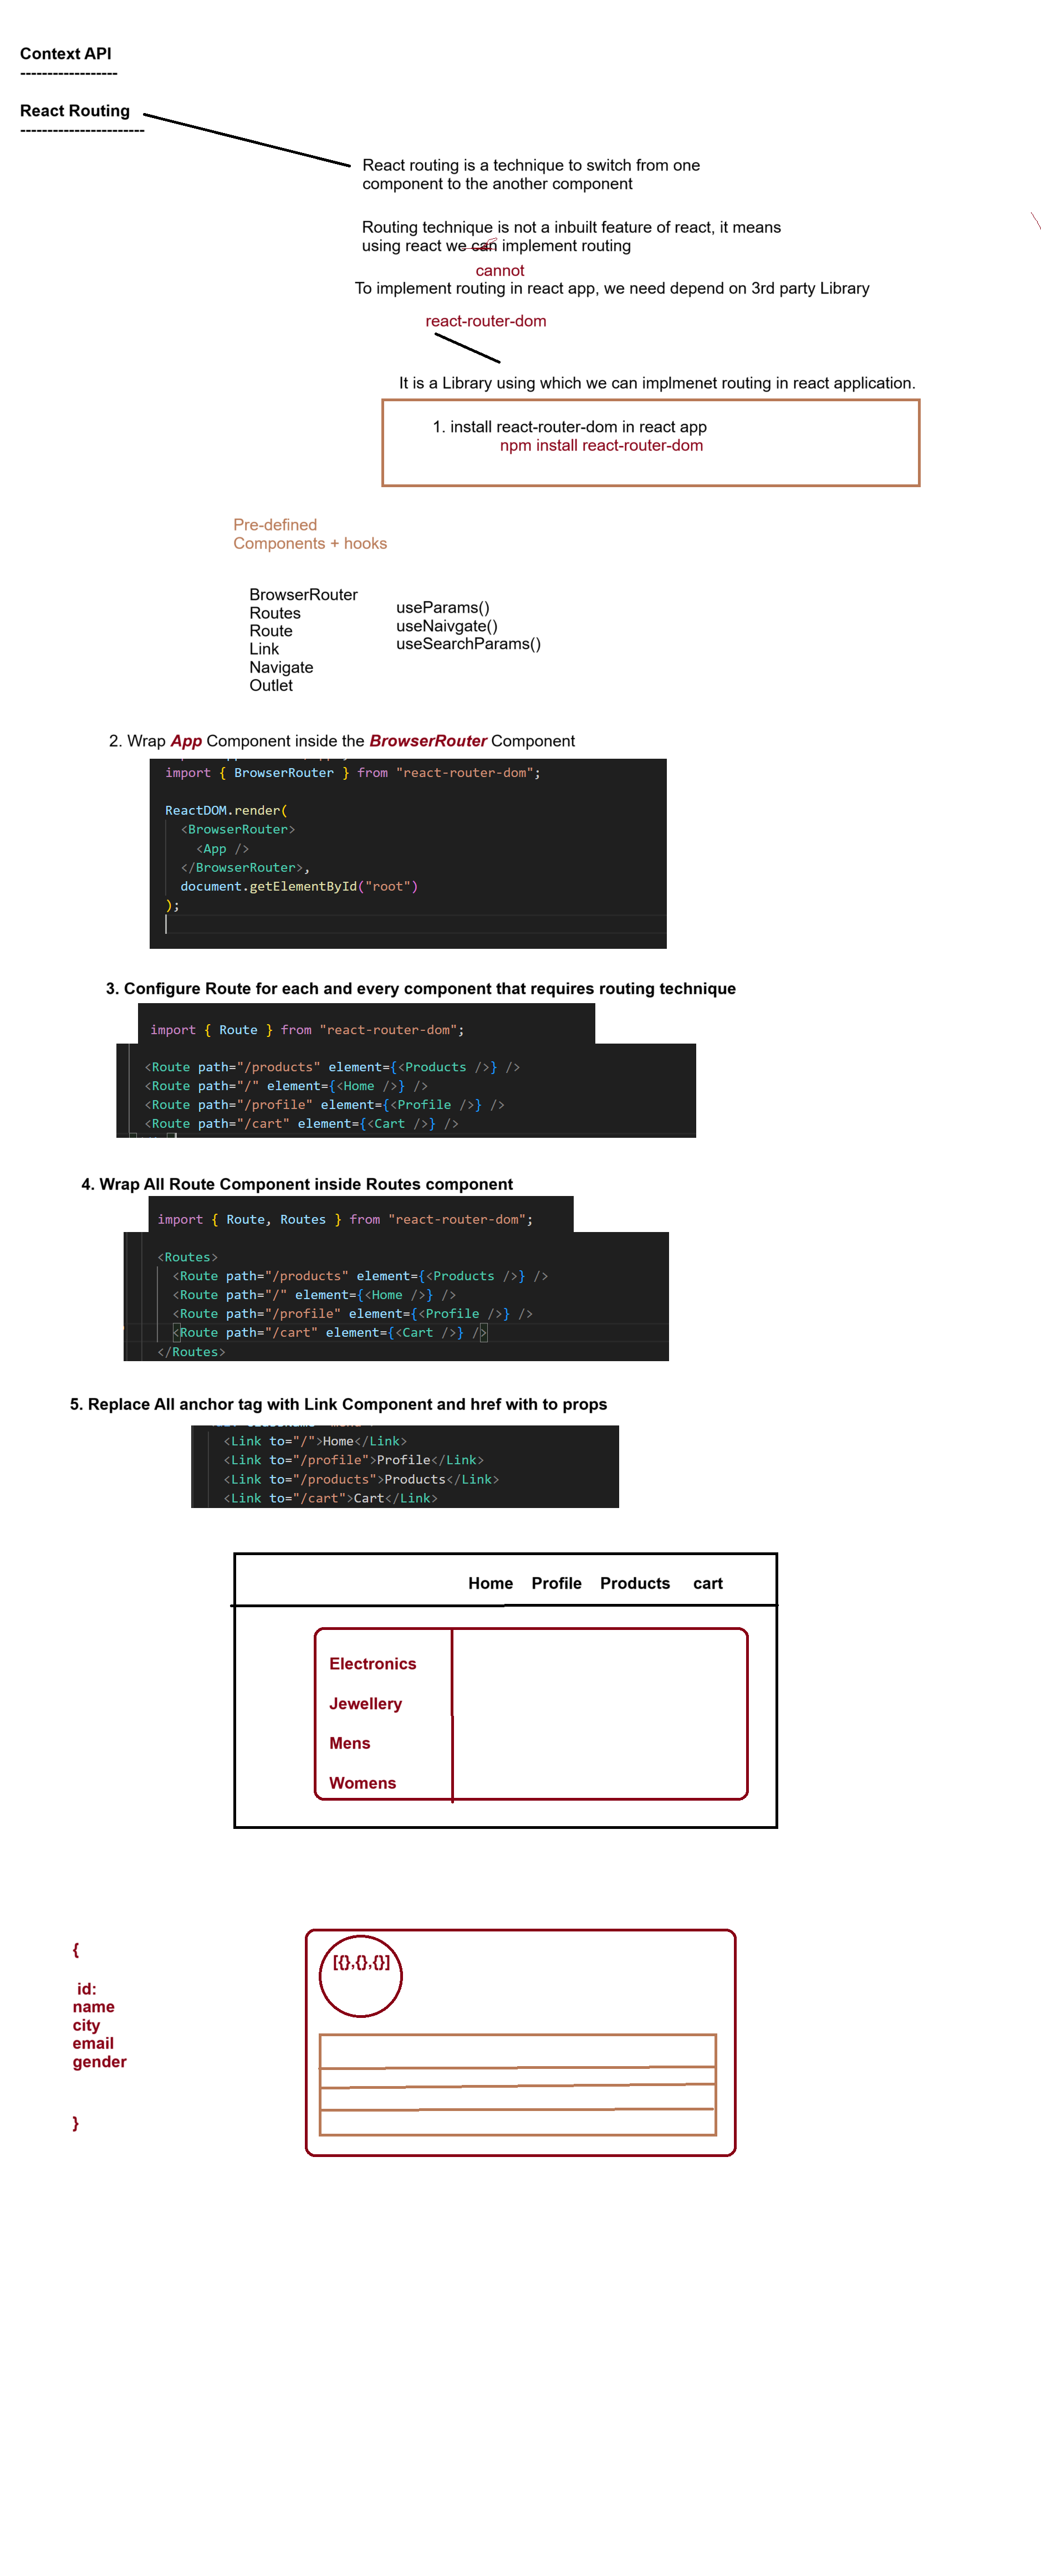 Context API
------------------
React Routing
-----------------------
React routing is a technique to switch from one
component to the another component
Routing technique is not a inbuilt feature of react, it means
using react we can implement routing
cannot
To implement routing in react app, we need depend on 3rd party Library
react-router-dom
It is a Library using which we can implmenet routing in react application.
1. install react-router-dom in react app
npm install react-router-dom
Pre-defined
Components + hooks
BrowserRouter
Routes
Route
Link
Navigate
Outlet
useParams()
useNaivgate()
useSearchParams()
2. Wrap App Component inside the BrowserRouter Component
import { BrowserRouter } from "react-router-dom";
ReactDOM.render(
<BrowserRouter>
<App />
</BrowserRouter>,
document.getElementById("root")
);
3. Configure Route for each and every component that requires routing technique
import { Route } from "react-router-dom";
<Route path="/products" element={<Products />} />
<Route path="/" element={<Home />} />
<Route path="/profile" element={<Profile />} />
<Route path="/cart" element={<Cart />} />
4. Wrap All Route Component inside Routes component
import { Route, Routes } from "react-router-dom";
<Routes>
<Route path="/products" element={<Products />} />
<Route path="/" element={<Home />} />
<Route path="/profile" element={<Profile />} />
<Route path="/cart" element={<Cart />} />
</Routes>
5. Replace All anchor tag with Link Component and href with to props
<Link to="/">Home</Link>
<Link to="/profile">Profile</Link>
<Link to="/products">Products</Link>
<Link to="/cart">Cart</Link>
Home Profile Products cart
Electronics
Jewellery
Mens
Womens
{
id:
name
city
email
gender
}
[{},{},{}]